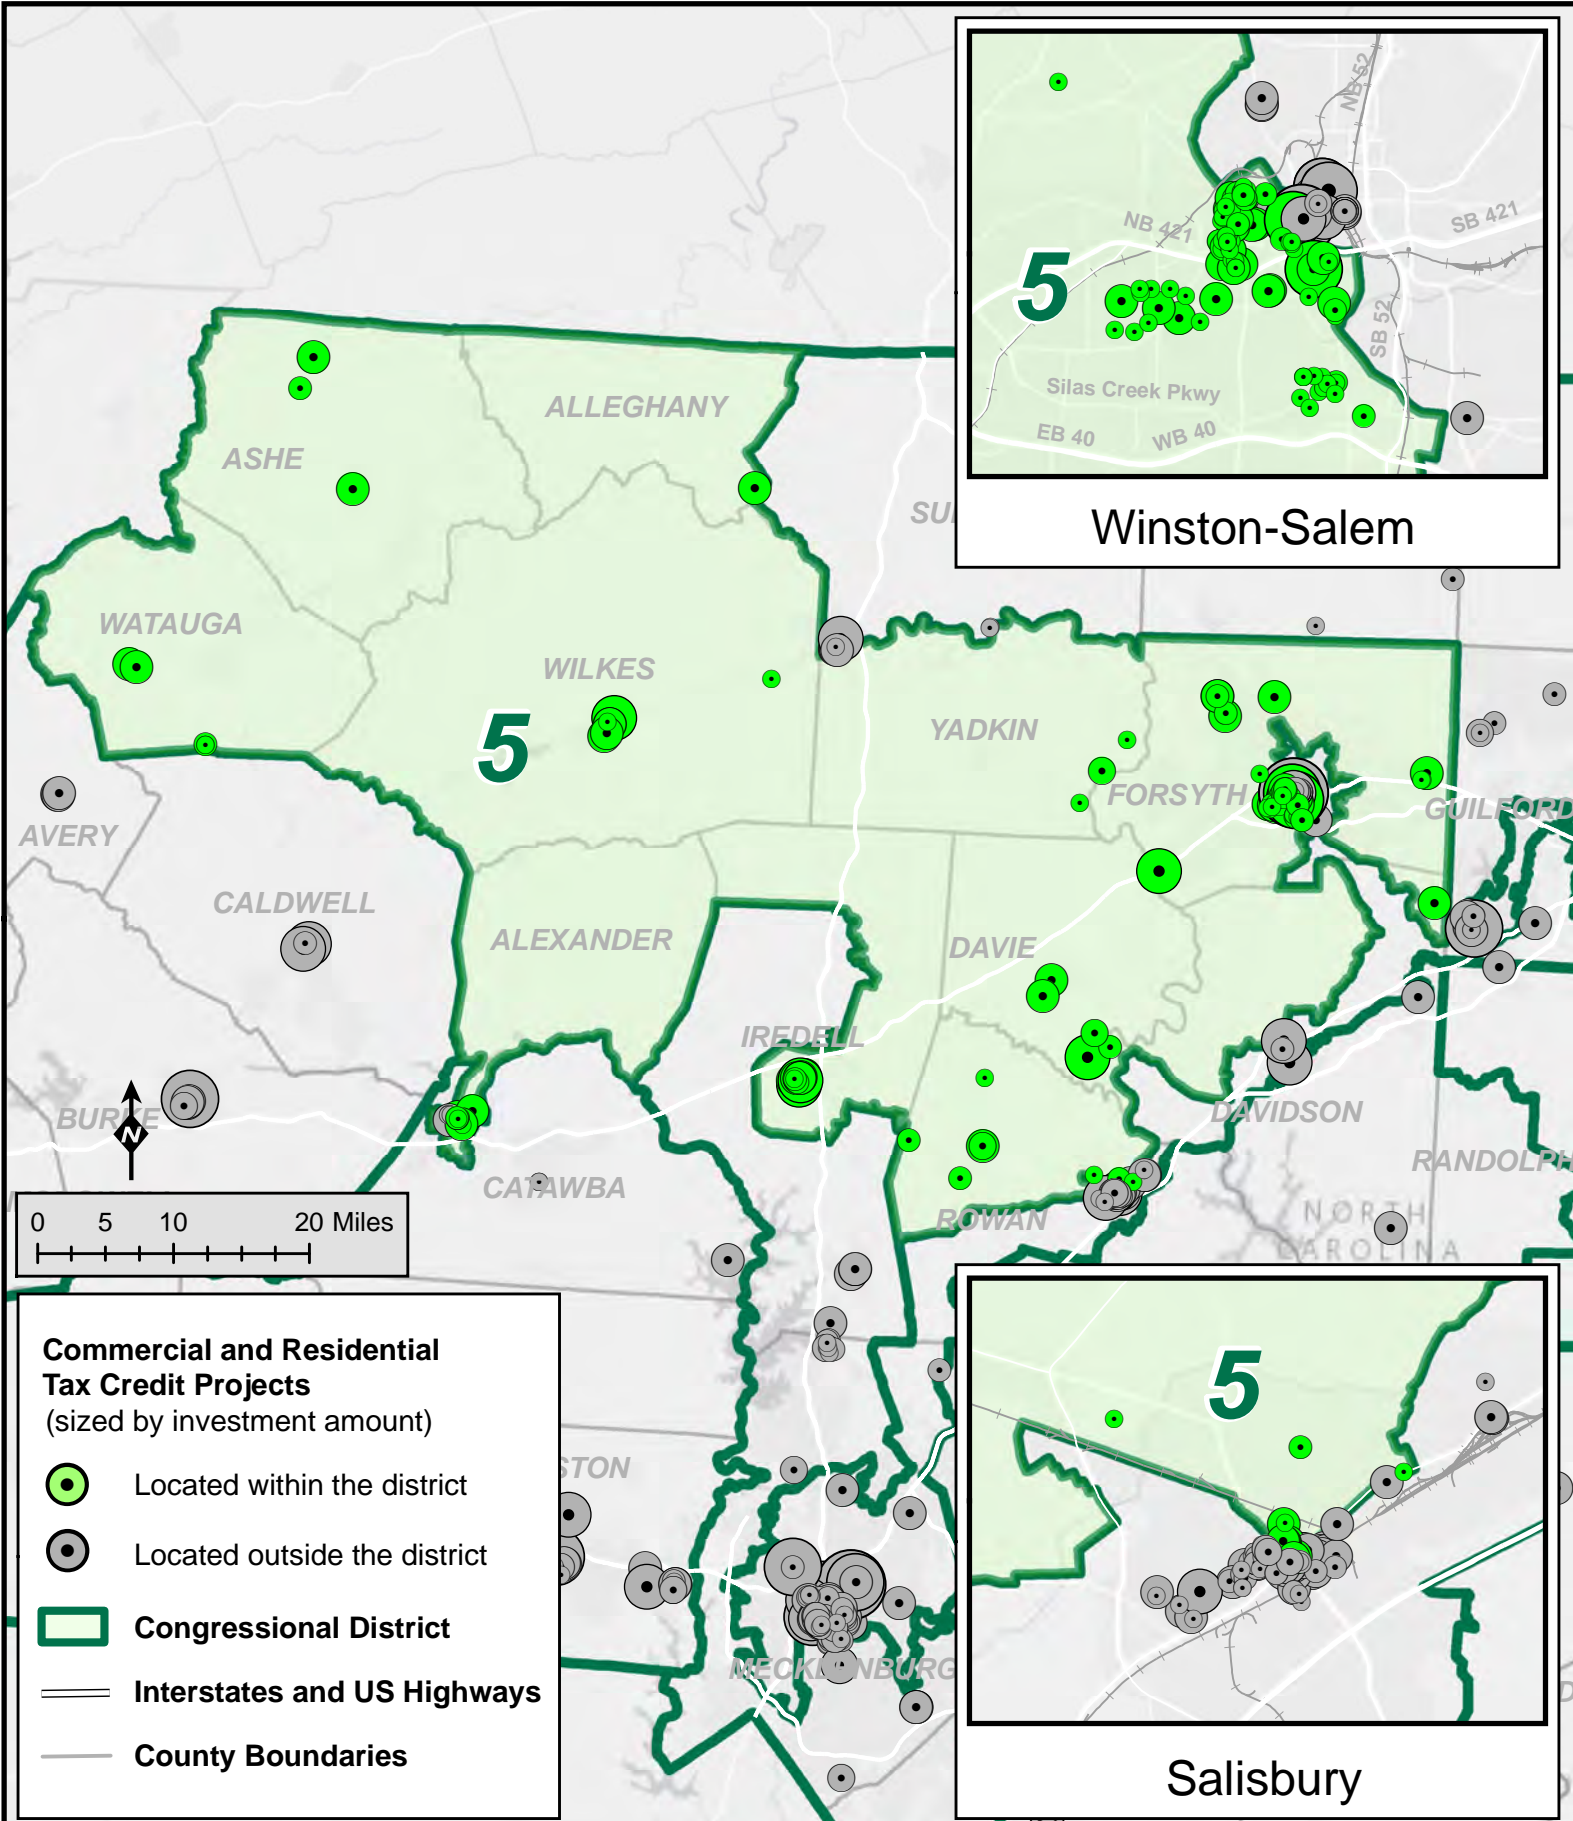 NB 52
NB 421
SB 421
5
SB 52
Silas Creek Pkwy
EB 40
WB 40
Winston-Salem
ALLEGHANY
ASHE
SU
WATAUGA
WILKES
5
YADKIN
FORSYTH
GUILFORD
AVERY
CALDWELL
ALEXANDER
DAVIE
IREDELL
BURKE
N
DAVIDSON
RANDOLPH
CATAWBA
ROWAN
NORTH
CAROLINA
0 5 10 20 Miles
Commercial and Residential
Tax Credit Projects
(sized by investment amount)
Located within the district
Located outside the district
Congressional District
Interstates and US Highways
County Boundaries
STON
MECKLENBURG
5
Salisbury